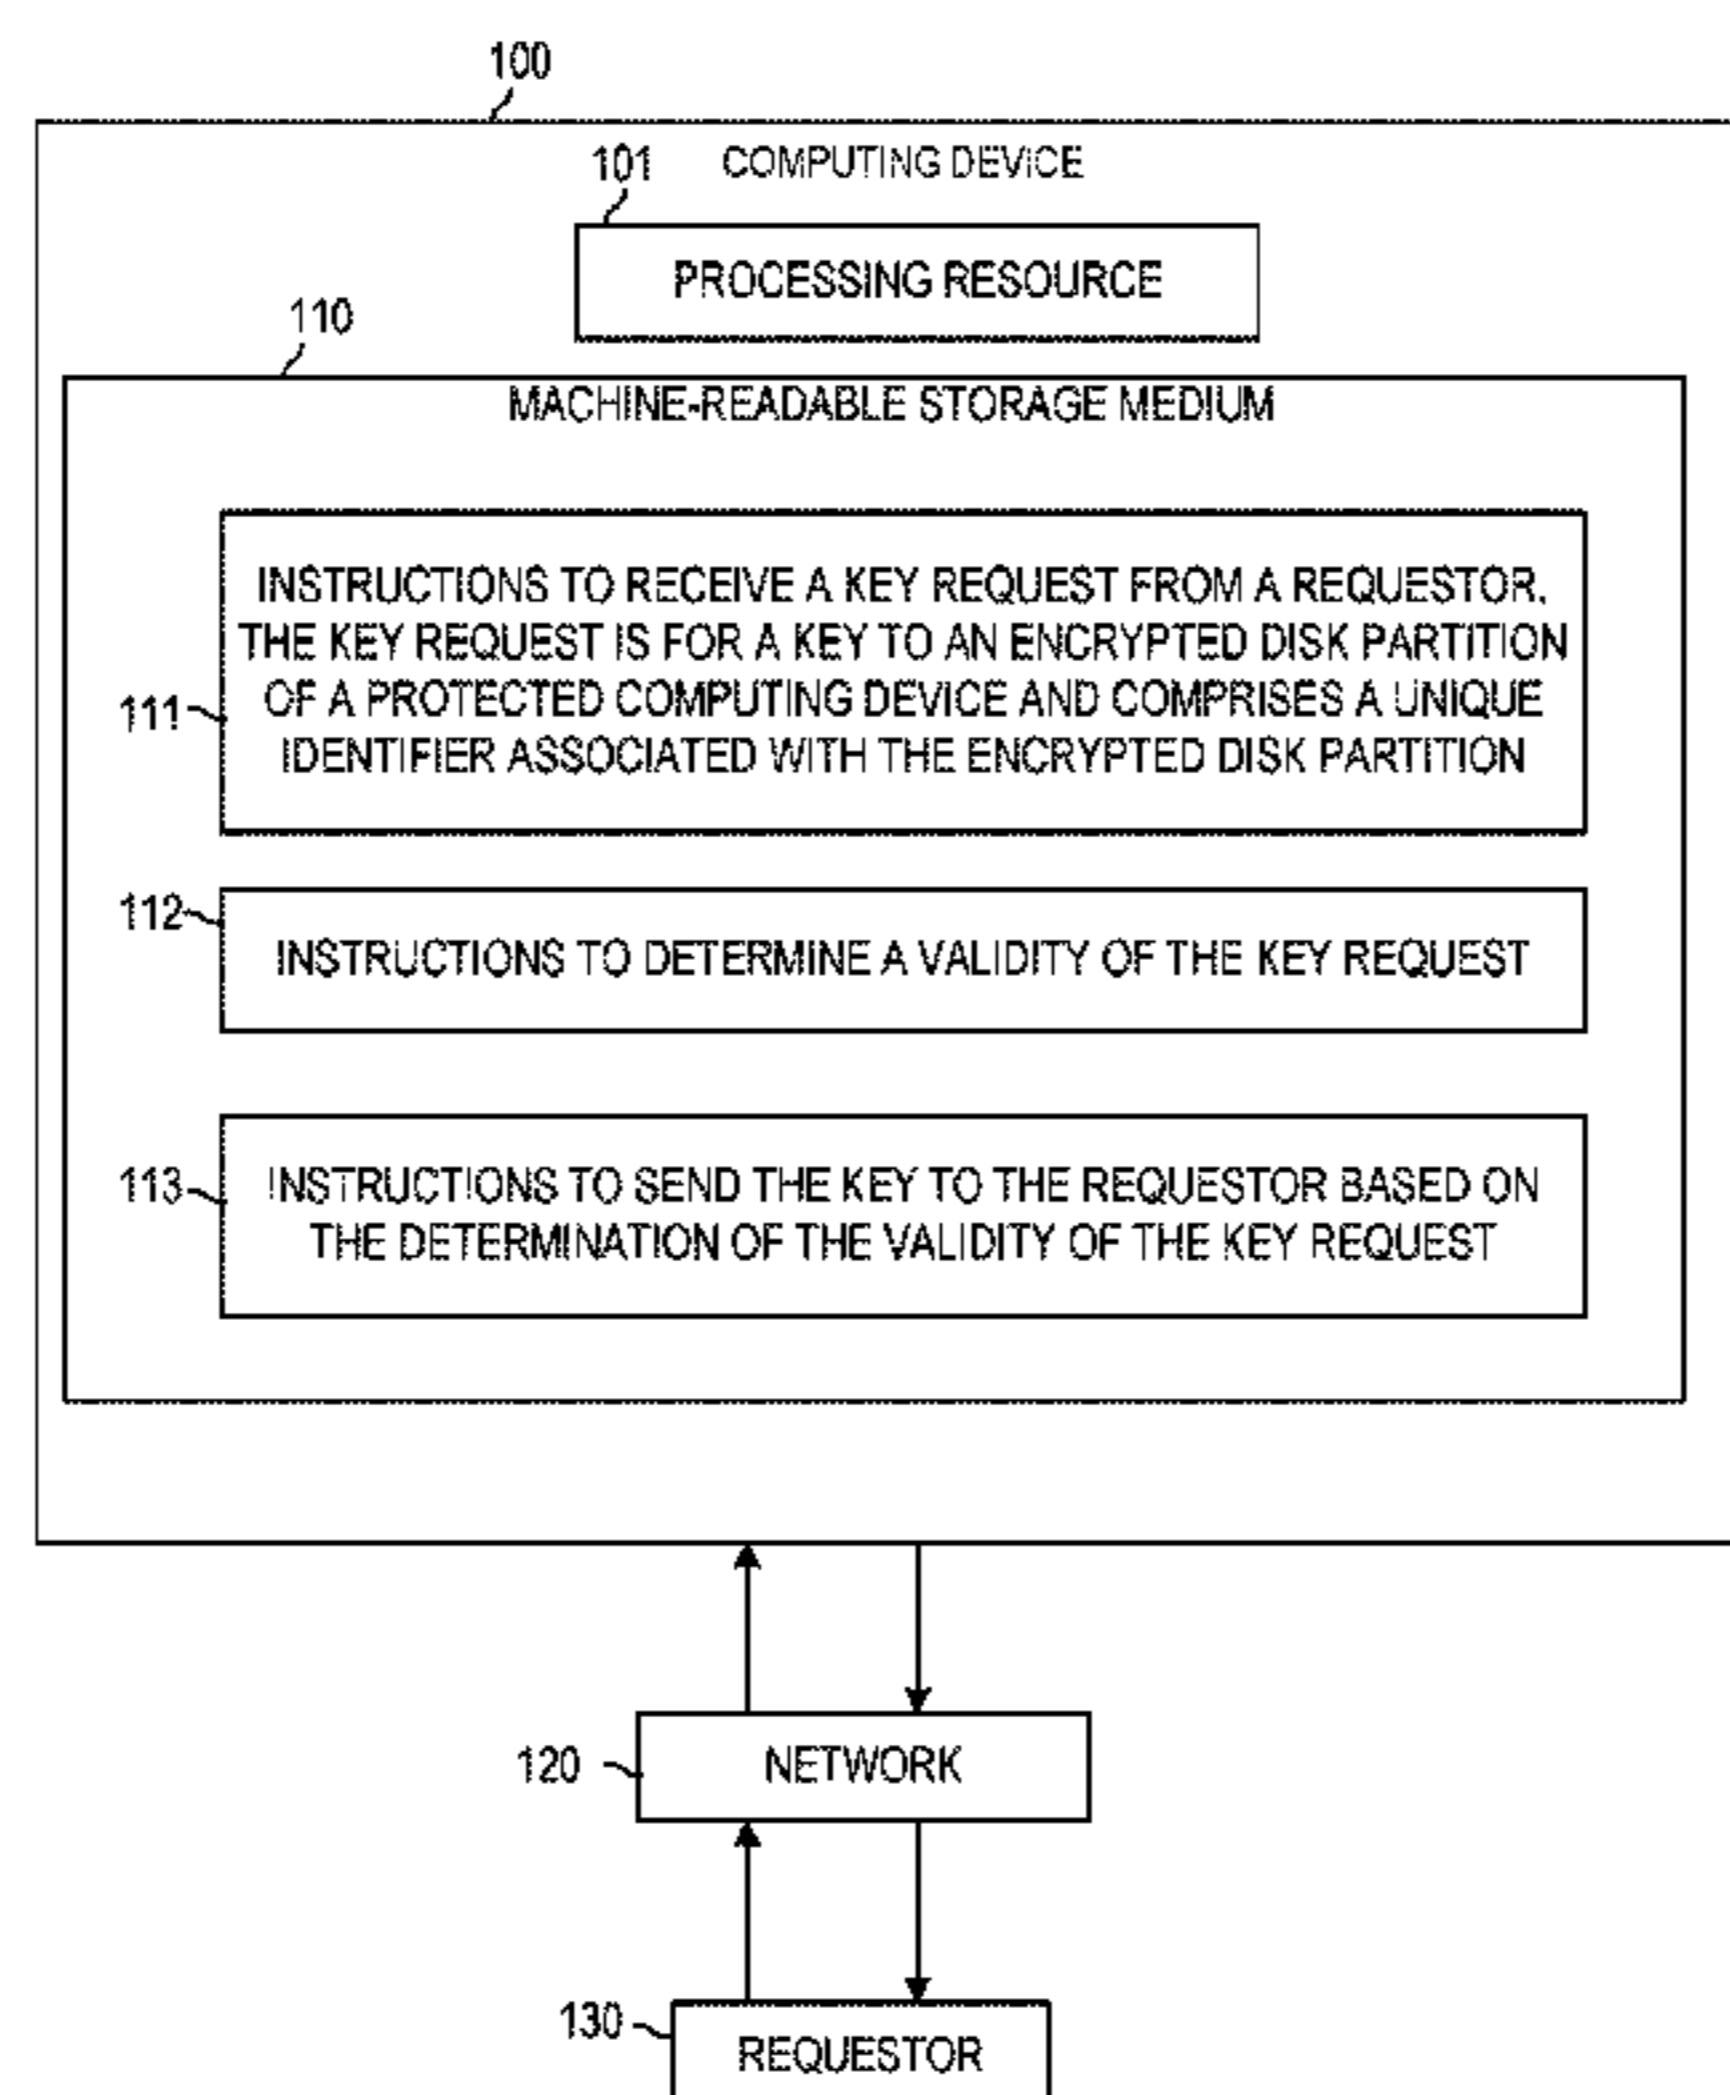 100
101 COMPUTING DEVICE
PROCESSING RESOURCE
110
MACHINE-READABLE STORAGE MEDIUM
INSTRUCTIONS TO RECEIVE A KEY REQUEST FROM A REQUESTOR.
THE KEY REQUEST IS FOR A KEY TO AN ENCRYPTED DISK PARTITION
111 OF A PROTECTED COMPUTING DEVICE AND COMPRISES A UNIQUE
IDENTIFIER ASSOCIATED WITH THE ENCRYPTED DISK PARTITION
112
INSTRUCTIONS TO DETERMINE A VALIDITY OF THE KEY REQUEST
113 INSTRUCTIONS TO SEND THE KEY TO THE REQUESTOR BASED ON
THE DETERMINATION OF THE VALIDITY OF THE KEY REQUEST
120 NETWORK
130
REQUESTOR